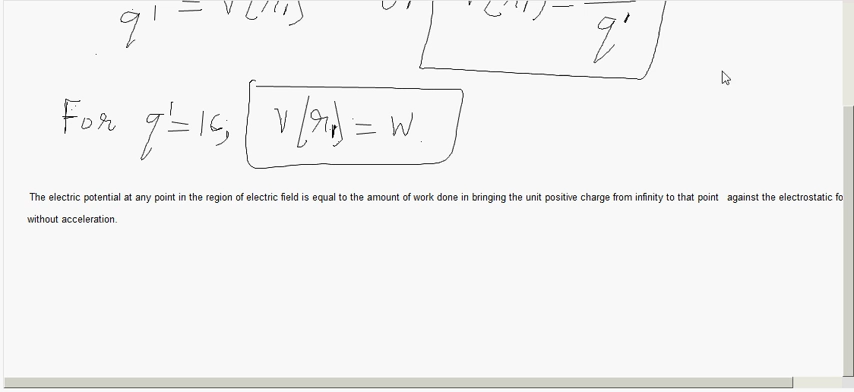 q' = V(r₁)
q'
For q' = 1C; V(r₁) = W.
The electric potential at any point in the region of electric field is equal to the amount of work done in bringing the unit positive charge from infinity to that point against the electrostatic fo
without acceleration.